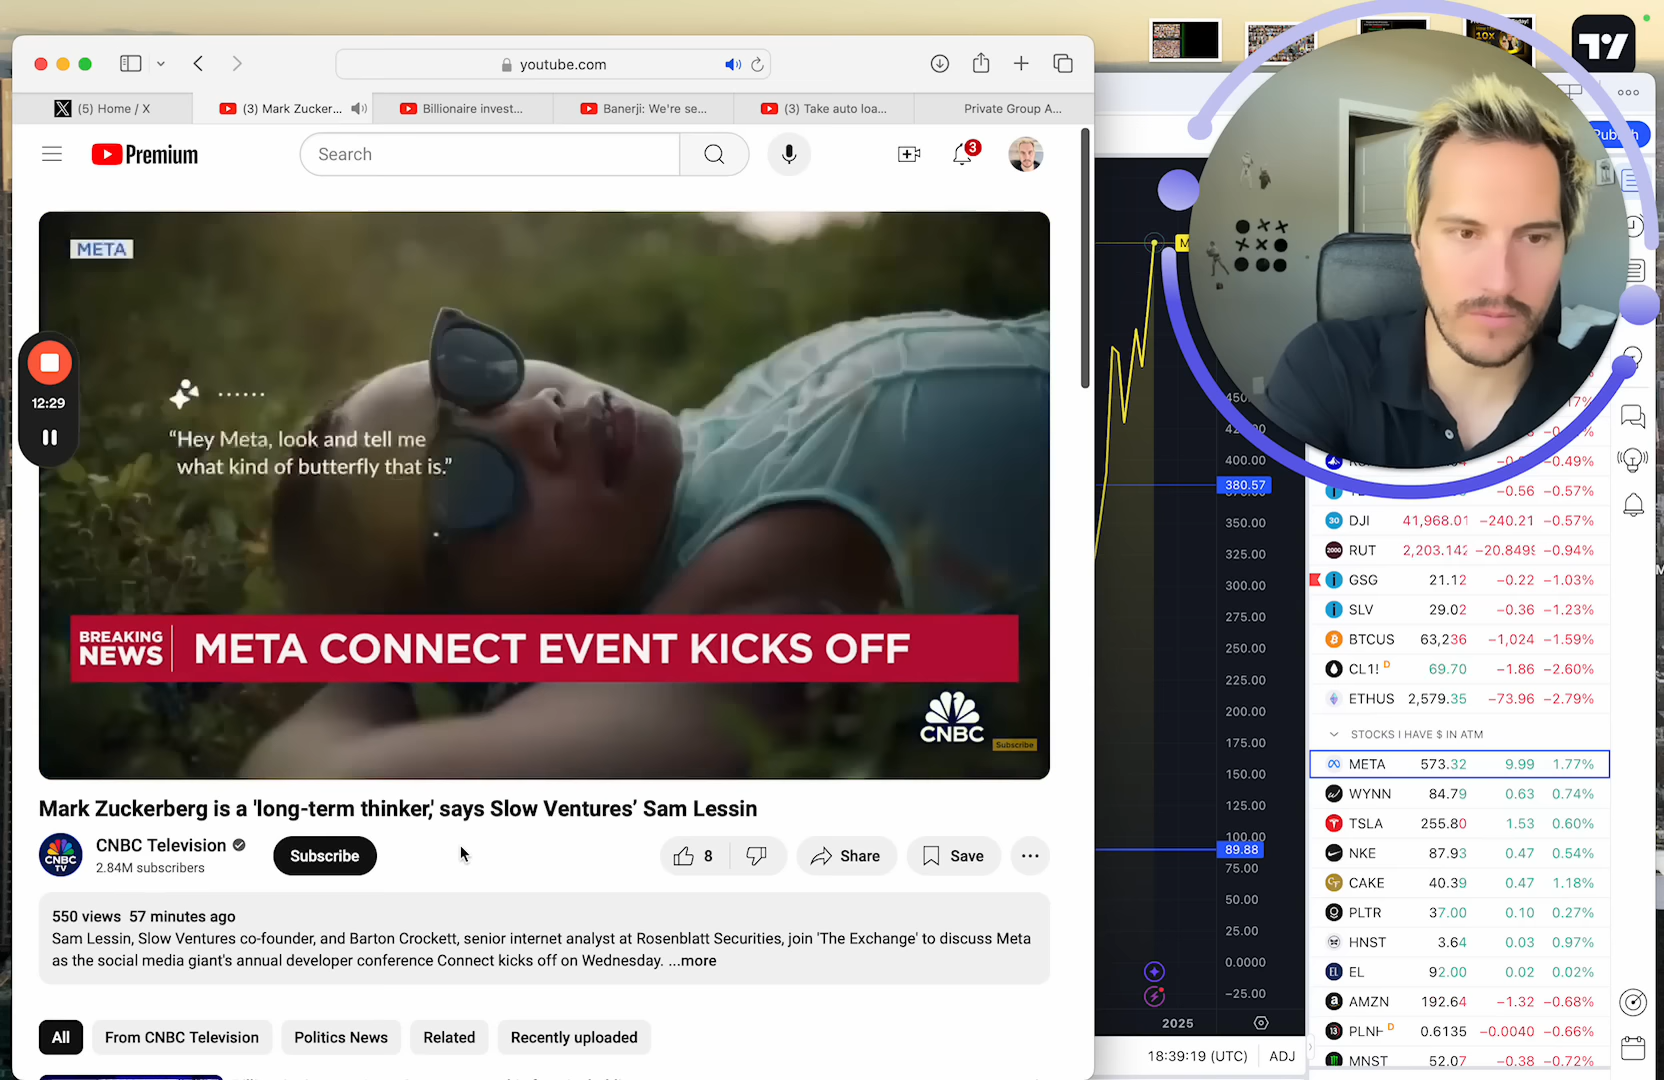 youtube.com
(5) Home / X
(3) Mark Zucker...
Billionaire invest...
Banerji: We're se...
(3) Take auto loa...
Private Group A...
Premium
Search
3
META
12:29
"Hey Meta, look and tell me
what kind of butterfly that is."
BREAKING
NEWS
META CONNECT EVENT KICKS OFF
CNBC
Subscribe
Mark Zuckerberg is a 'long-term thinker,' says Slow Ventures' Sam Lessin
CNBC Television
2.84M subscribers
Subscribe
8
Share
Save
550 views 57 minutes ago
Sam Lessin, Slow Ventures co-founder, and Barton Crockett, senior internet analyst at Rosenblatt Securities, join 'The Exchange' to discuss Meta
as the social media giant's annual developer conference Connect kicks off on Wednesday. ...more
All
From CNBC Television
Politics News
Related
Recently uploaded
400.00
380.57
350.00
325.00
300.00
275.00
250.00
225.00
200.00
175.00
150.00
125.00
100.00
89.88
75.00
50.00
25.00
0.0000
−25.00
2025
18:39:19 (UTC)
ADJ
−0.49%
−0.56 −0.57%
DJI 41,968.01 −240.21 −0.57%
RUT 2,203.142 −20.8499 −0.94%
GSG 21.12 −0.22 −1.03%
SLV 29.02 −0.36 −1.23%
BTCUS 63,236 −1,024 −1.59%
CL1! D 69.70 −1.86 −2.60%
ETHUS 2,579.35 −73.96 −2.79%
STOCKS I HAVE $ IN ATM
META 573.32 9.99 1.77%
WYNN 84.79 0.63 0.74%
TSLA 255.80 1.53 0.60%
NKE 87.93 0.47 0.54%
CAKE 40.39 0.47 1.18%
PLTR 37.00 0.10 0.27%
HNST 3.64 0.03 0.97%
EL 92.00 0.02 0.02%
AMZN 192.64 −1.32 −0.68%
PLNH D 0.6135 −0.0040 −0.66%
MNST 52.07 −0.38 −0.72%